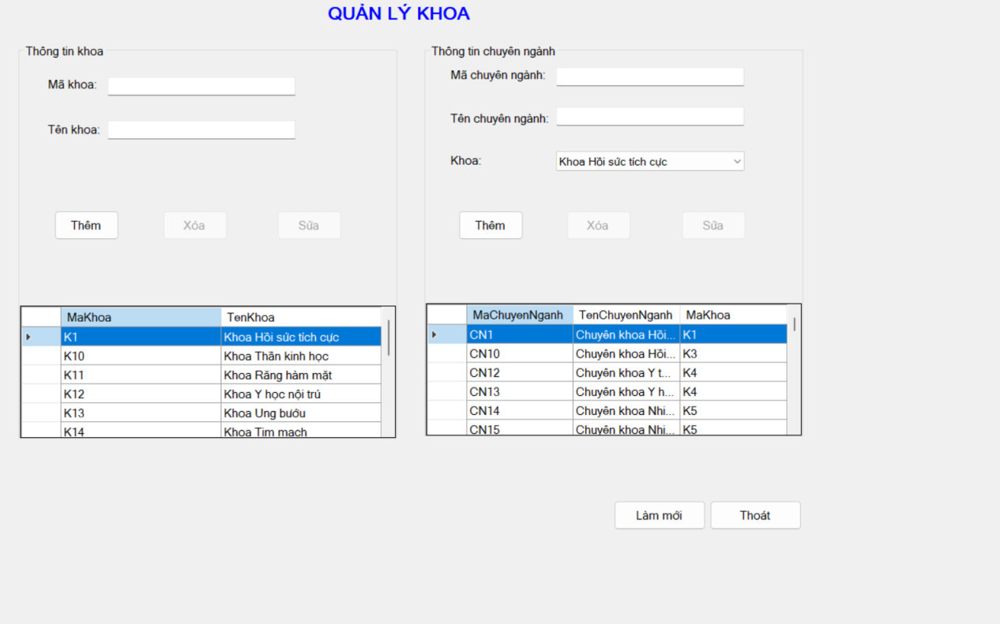 QUẢN LÝ KHOA
Thông tin khoa
Mã khoa:
Tên khoa:
Thêm Xóa Sửa
MaKhoa TenKhoa
K1 Khoa Hồi sức tích cực
K10 Khoa Thần kinh học
K11 Khoa Răng hàm mặt
K12 Khoa Y học nội trú
K13 Khoa Ung bướu
K14 Khoa Tim mạch
Thông tin chuyên ngành
Mã chuyên ngành:
Tên chuyên ngành:
Khoa: Khoa Hồi sức tích cực
Thêm Xóa Sửa
MaChuyenNganh TenChuyenNganh MaKhoa
CN1 Chuyên khoa Hồi... K1
CN10 Chuyên khoa Hồi... K3
CN12 Chuyên khoa Y t... K4
CN13 Chuyên khoa Y h... K4
CN14 Chuyên khoa Nhi... K5
CN15 Chuyên khoa Nhi... K5
Làm mới Thoát